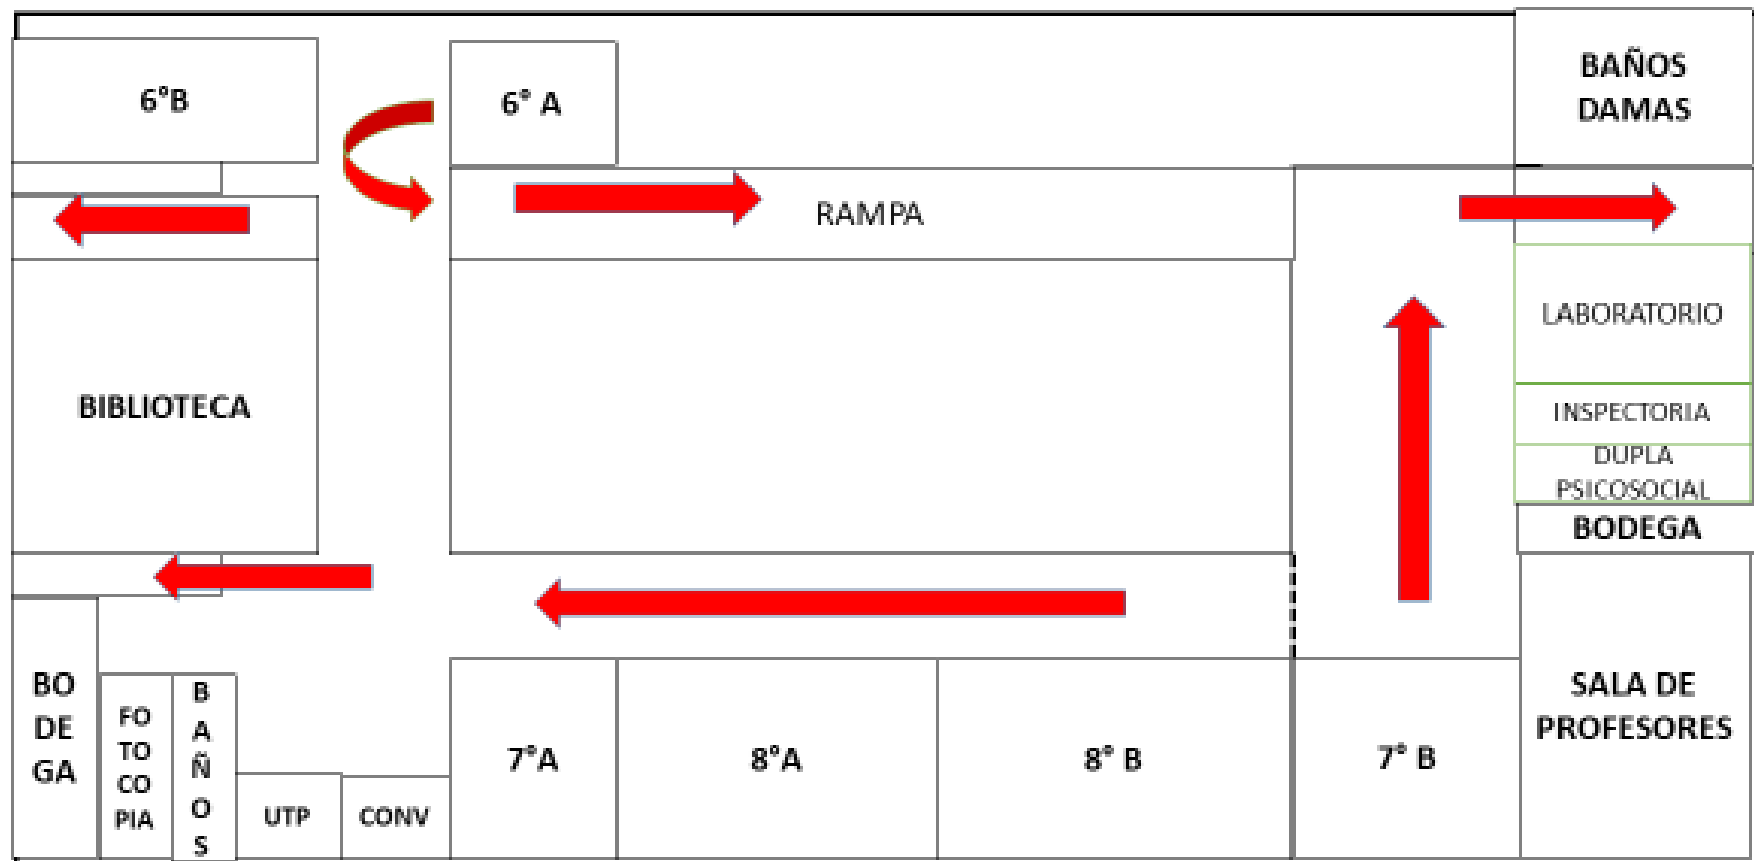 6°B
6° A
BAÑOS
DAMAS
RAMPA
LABORATORIO
BIBLIOTECA
INSPECTORIA
DUPLA
PSICOSOCIAL
BODEGA
BO
DE
GA
FO
TO
CO
PIA
B
A
Ñ
O
S
UTP
CONV
7°A
8°A
8° B
7° B
SALA DE
PROFESORES